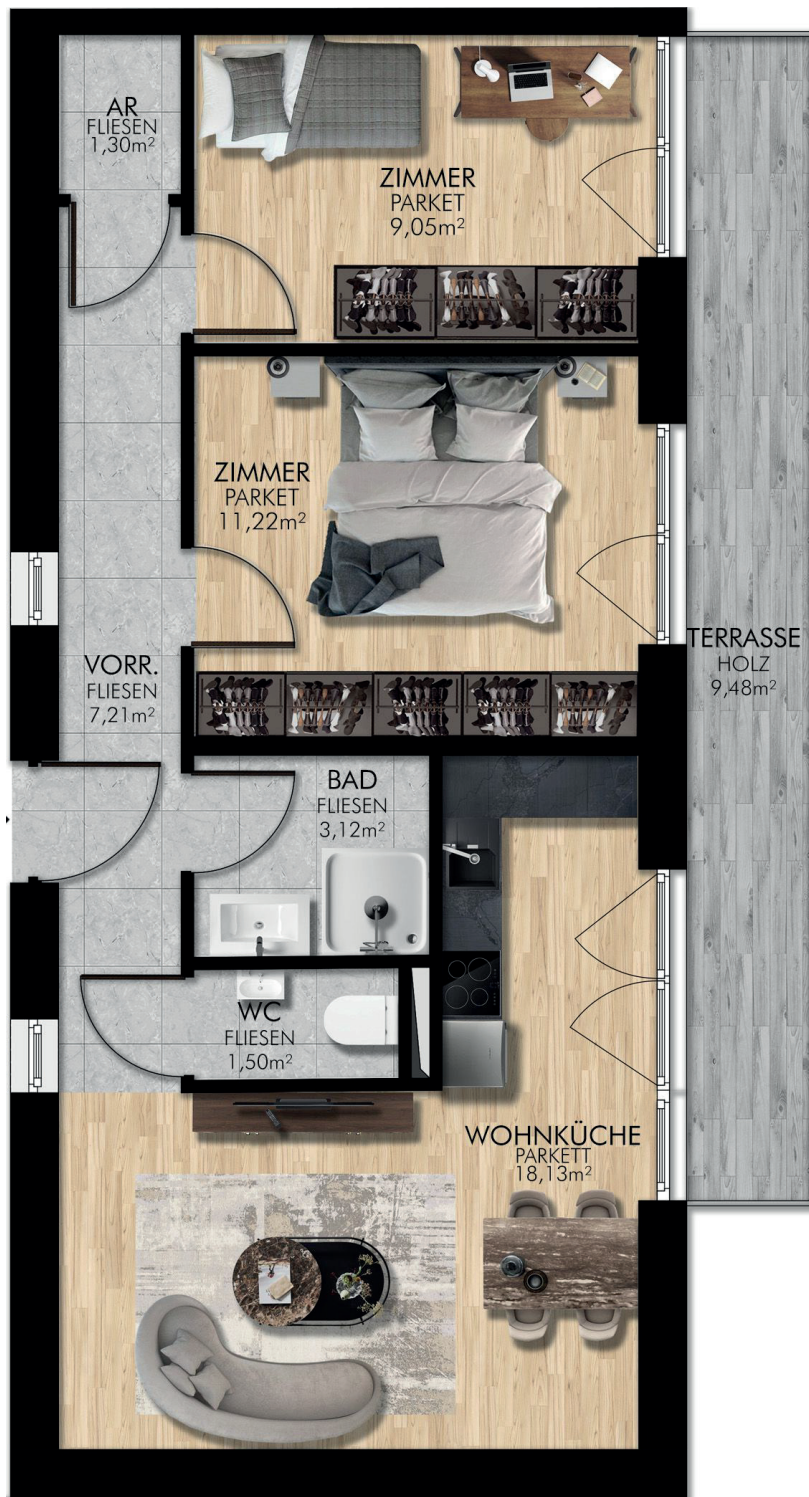 AR
FLIESEN
1,30m²
ZIMMER
PARKET
9,05m²
ZIMMER
PARKET
11,22m²
TERRASSE
HOLZ
9,48m²
VORR.
FLIESEN
7,21m²
BAD
FLIESEN
3,12m²
WC
FLIESEN
1,50m²
WOHNKÜCHE
PARKETT
18,13m²